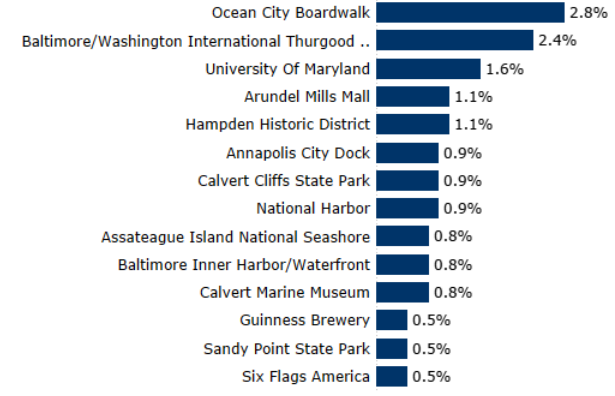 Ocean City Boardwalk 2.8%
Baltimore/Washington International Thurgood .. 2.4%
University Of Maryland 1.6%
Arundel Mills Mall 1.1%
Hampden Historic District 1.1%
Annapolis City Dock 0.9%
Calvert Cliffs State Park 0.9%
National Harbor 0.9%
Assateague Island National Seashore 0.8%
Baltimore Inner Harbor/Waterfront 0.8%
Calvert Marine Museum 0.8%
Guinness Brewery 0.5%
Sandy Point State Park 0.5%
Six Flags America 0.5%